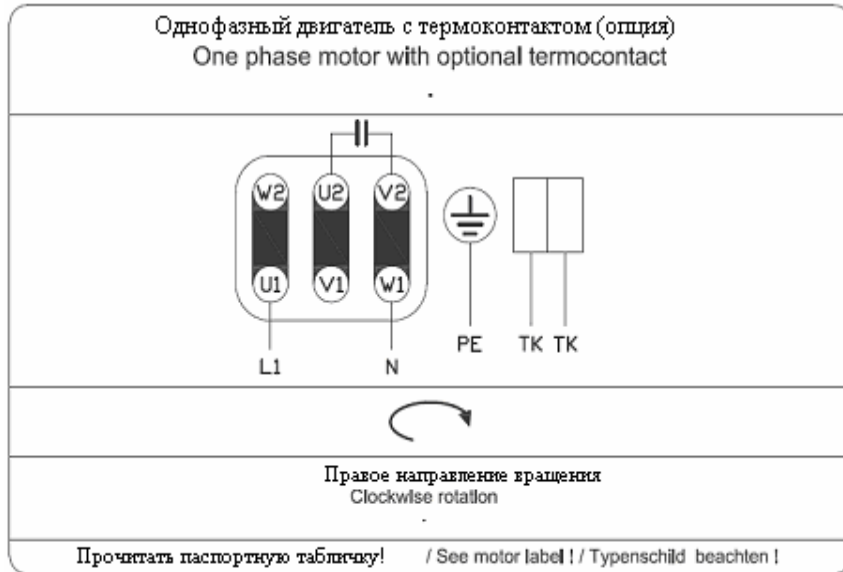 Однофазный двигатель с термоконтактом (опция)
One phase motor with optional termocontact
W2 U2 V2
U1 V1 W1
L1 N PE TK TK
Правое направление вращения
Clockwise rotation
Прочитать паспортную табличку! / See motor label ! / Typenschild beachten !